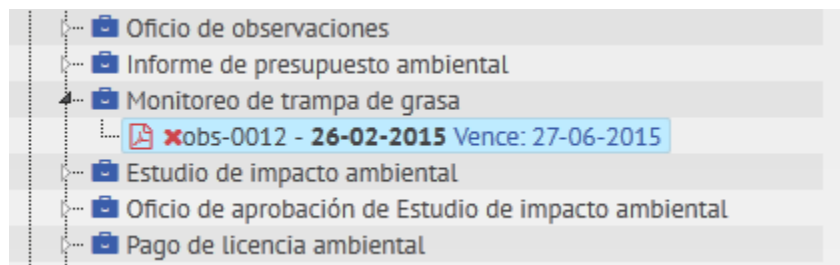 Oficio de observaciones
Informe de presupuesto ambiental
Monitoreo de trampa de grasa
obs-0012 - 26-02-2015 Vence: 27-06-2015
Estudio de impacto ambiental
Oficio de aprobación de Estudio de impacto ambiental
Pago de licencia ambiental